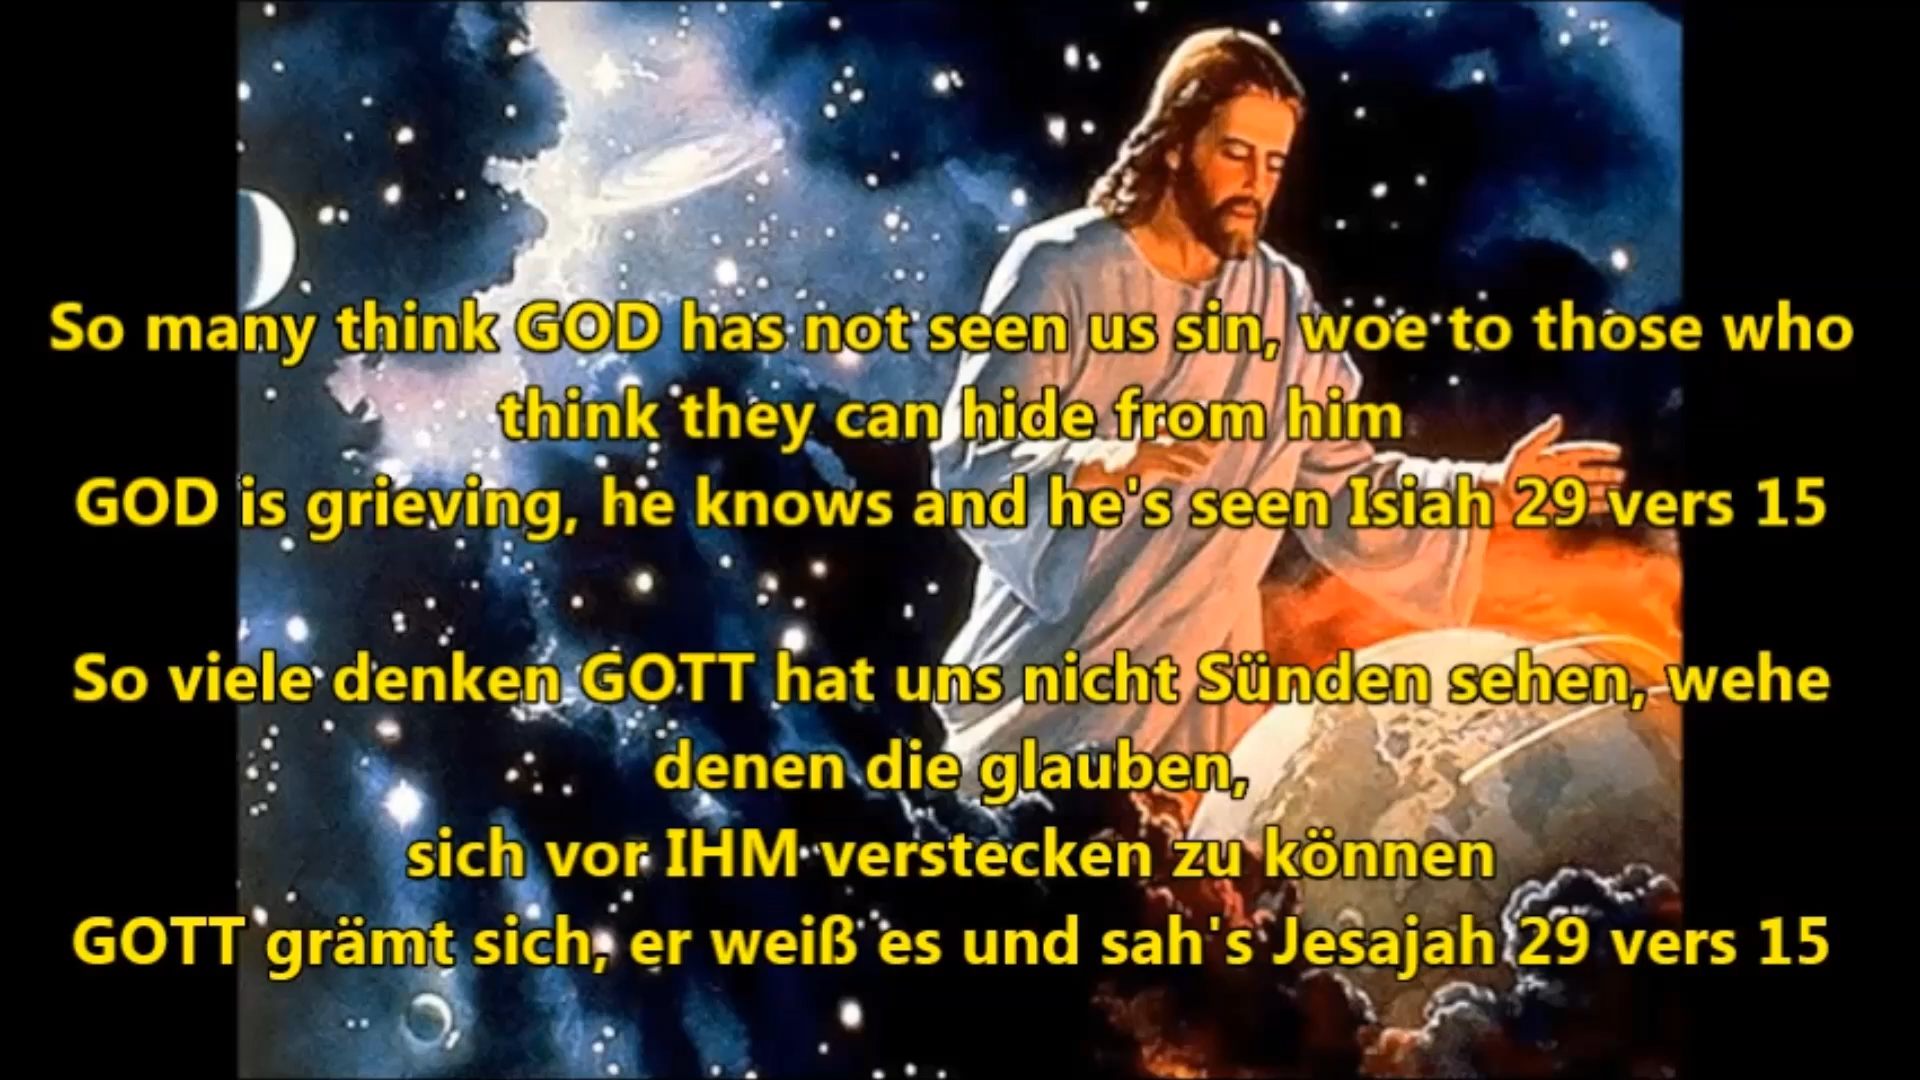 So many think GOD has not seen us sin, woe to those who
think they can hide from him
GOD is grieving, he knows and he's seen Isiah 29 vers 15
So viele denken GOTT hat uns nicht Sünden sehen, wehe
denen die glauben,
sich vor IHM verstecken zu können
GOTT grämt sich, er weiß es und sah's Jesajah 29 vers 15